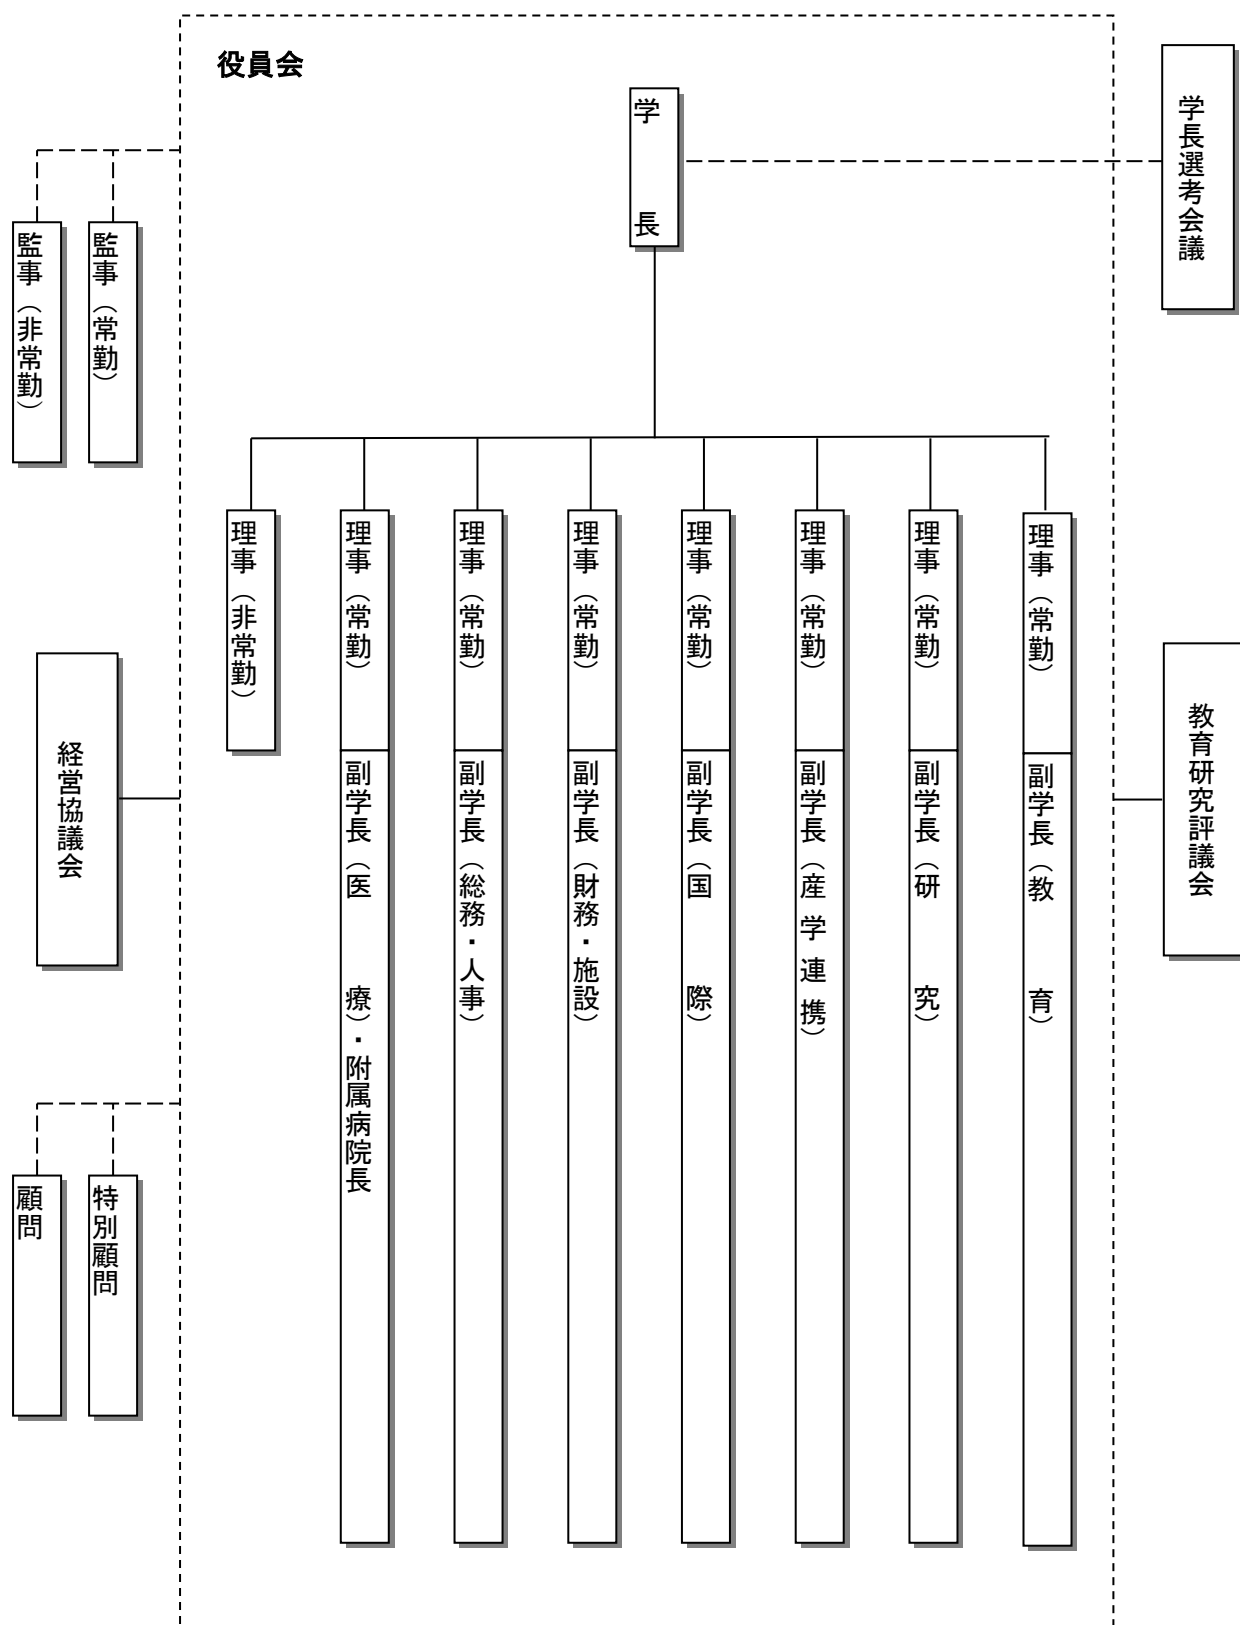 役員会
学長
学長選考会議
監事（常勤）
監事（非常勤）
理事（常勤）
副学長（教育）
理事（常勤）
副学長（研究）
理事（常勤）
副学長（産学連携）
理事（常勤）
副学長（国際）
理事（常勤）
副学長（財務・施設）
理事（常勤）
副学長（総務・人事）
理事（常勤）
副学長（医療）・附属病院長
理事（非常勤）
教育研究評議会
経営協議会
特別顧問
顧問